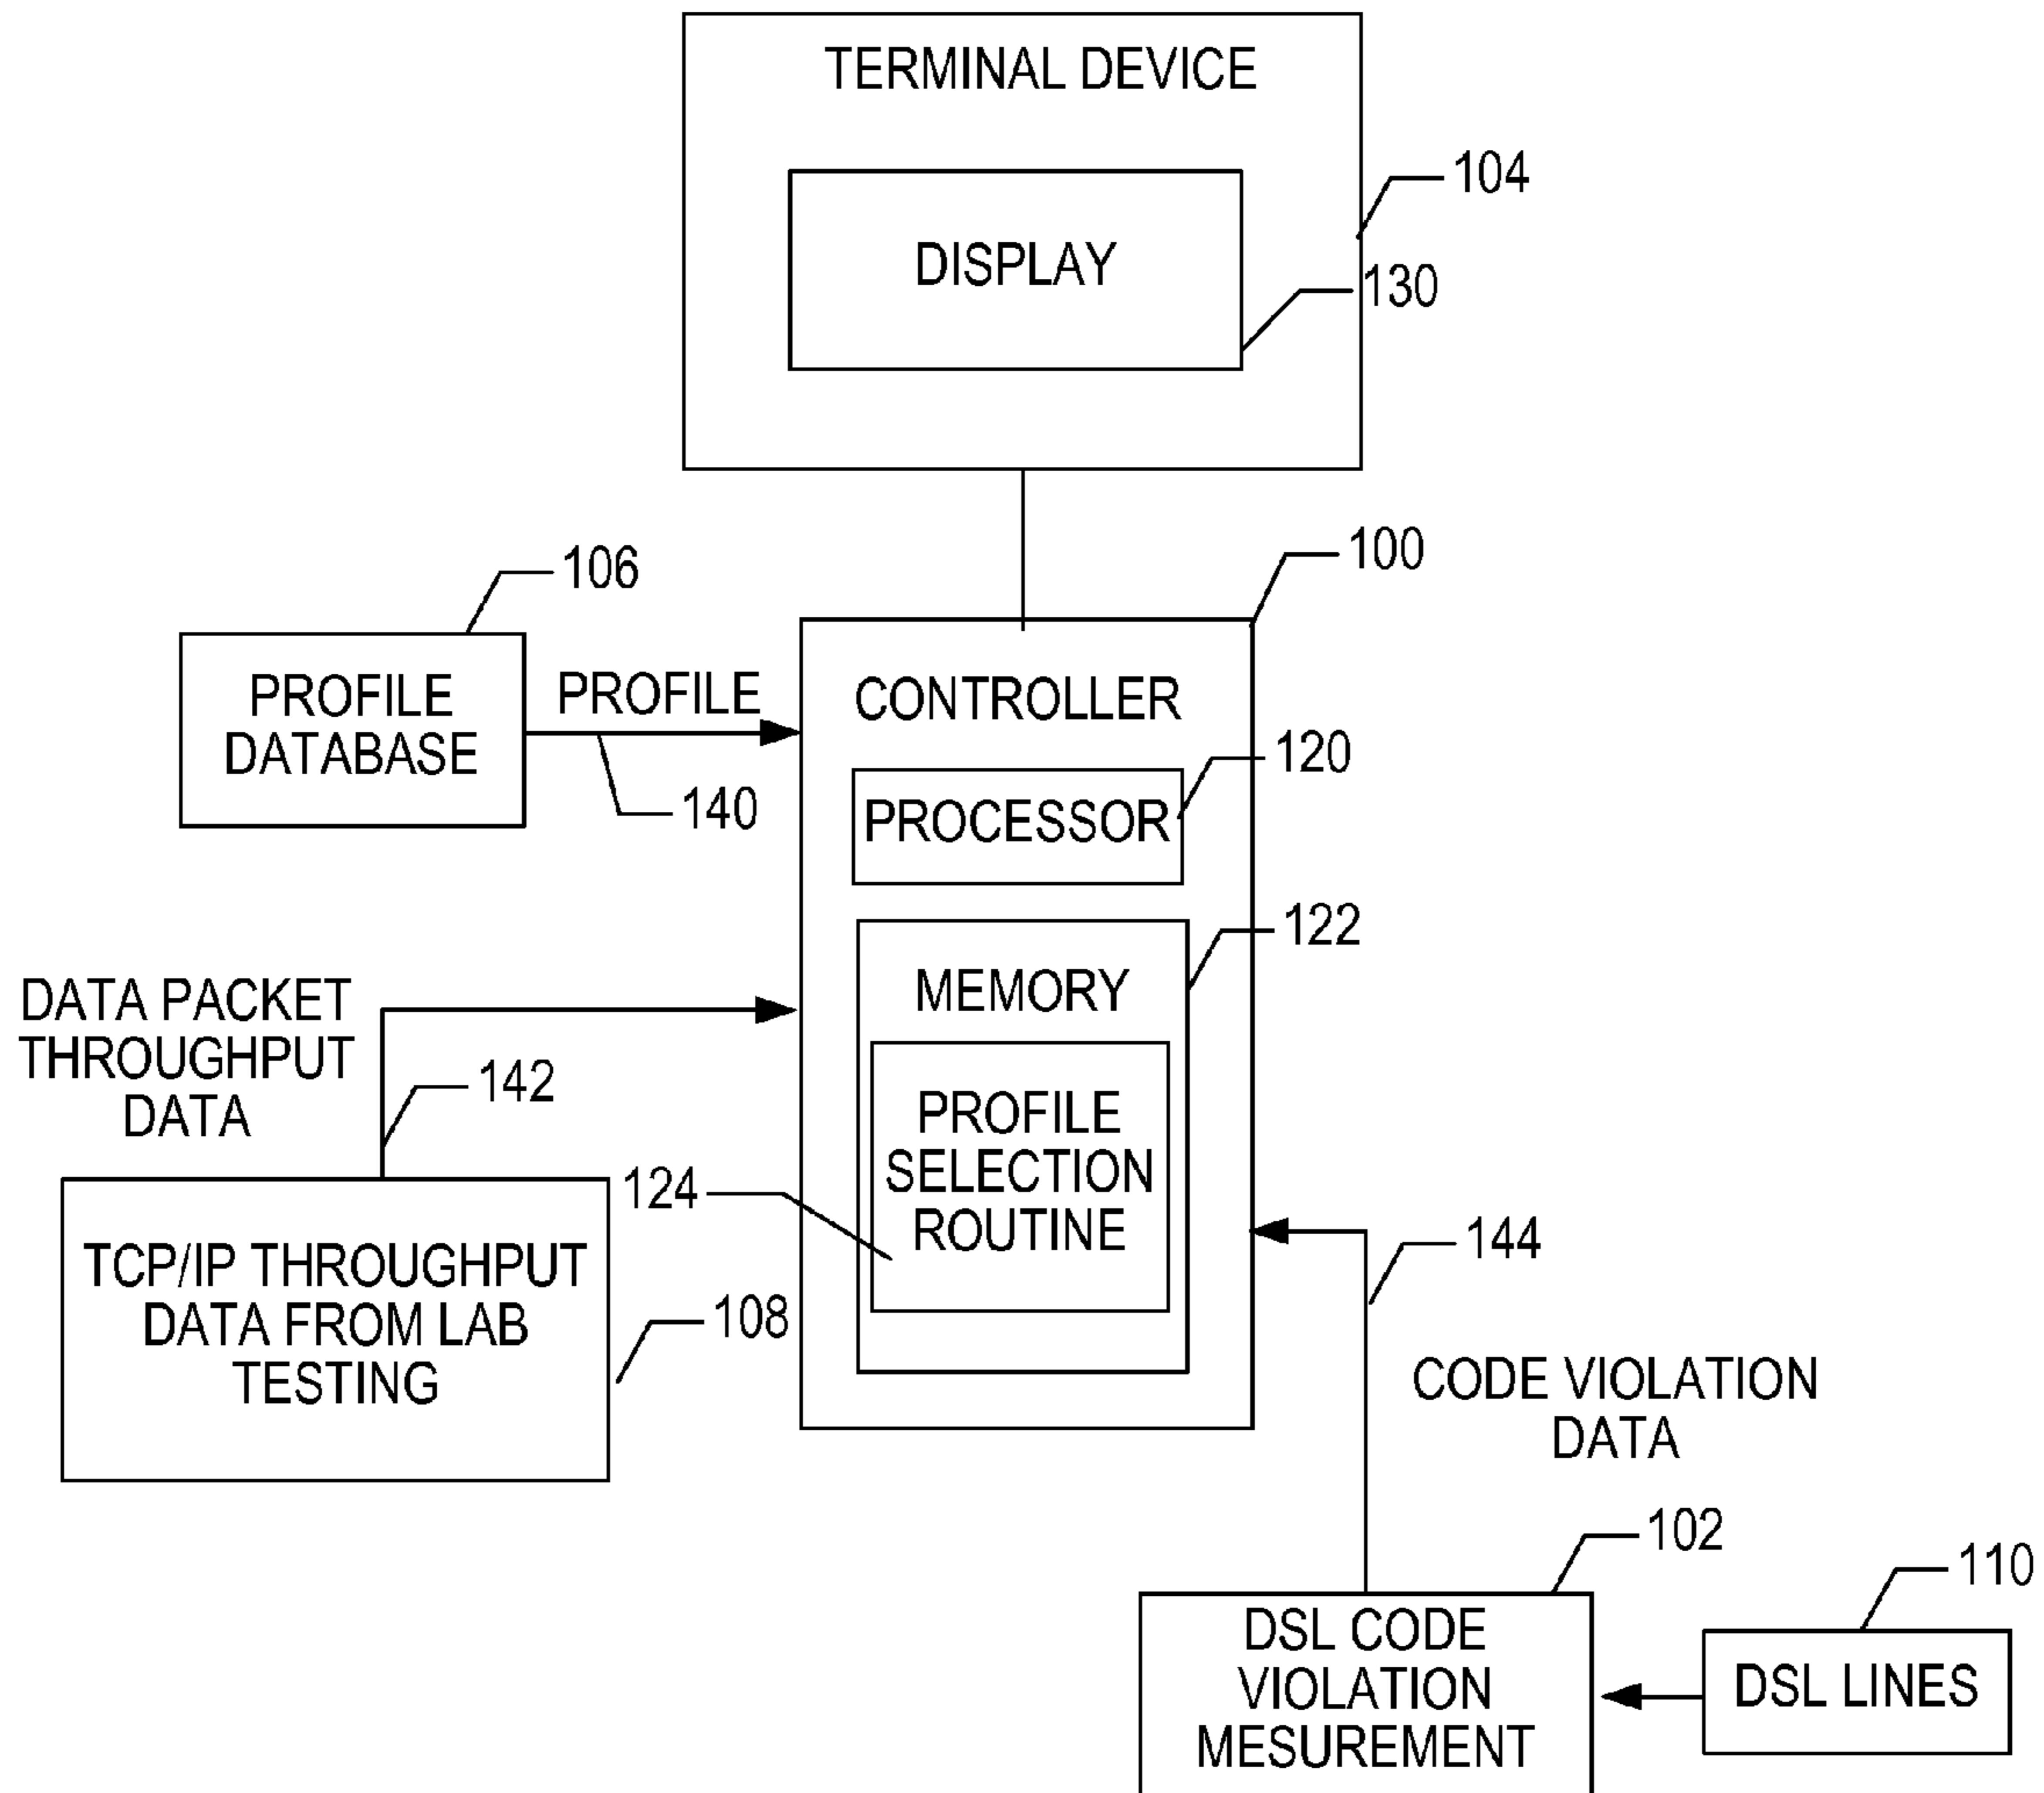 TERMINAL DEVICE
104
DISPLAY
130
100
106
PROFILE
DATABASE
PROFILE
140
CONTROLLER
120
PROCESSOR
122
MEMORY
DATA PACKET
THROUGHPUT
DATA
142
PROFILE
SELECTION
ROUTINE
124
TCP/IP THROUGHPUT
DATA FROM LAB
TESTING
108
144
CODE VIOLATION
DATA
102
110
DSL CODE
VIOLATION
MESUREMENT
DSL LINES